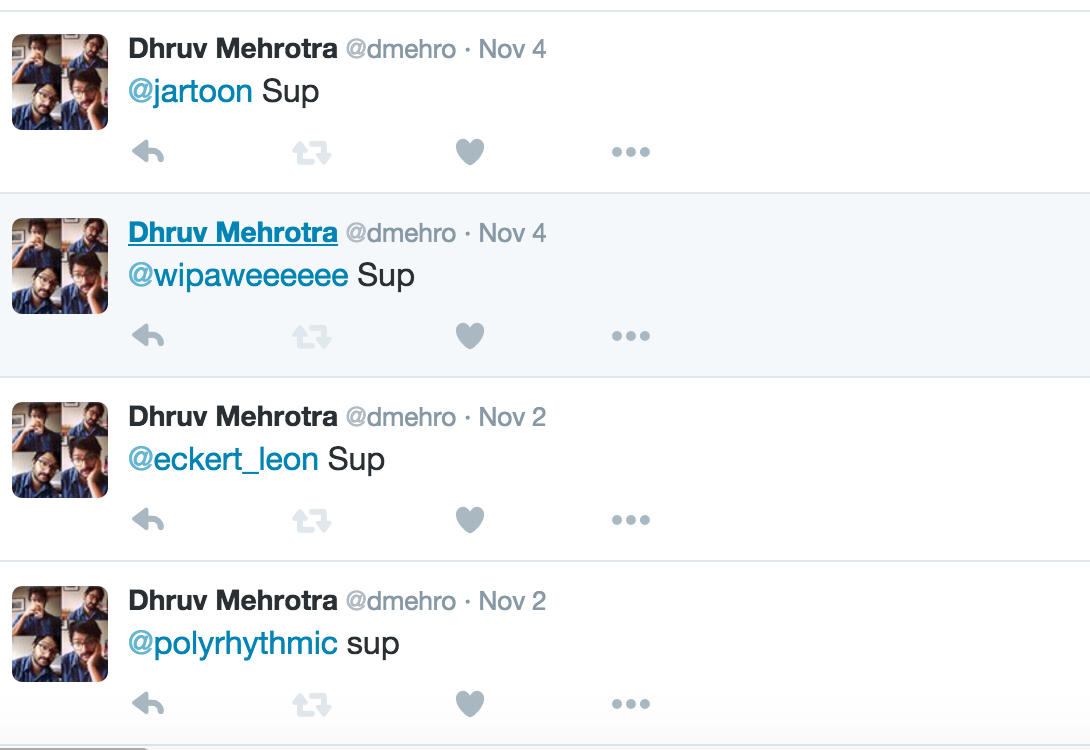 Dhruv Mehrotra @dmehro · Nov 4
@jartoon Sup
Dhruv Mehrotra @dmehro · Nov 4
@wipaweeeeee Sup
Dhruv Mehrotra @dmehro · Nov 2
@eckert_leon Sup
Dhruv Mehrotra @dmehro · Nov 2
@polyrhythmic sup